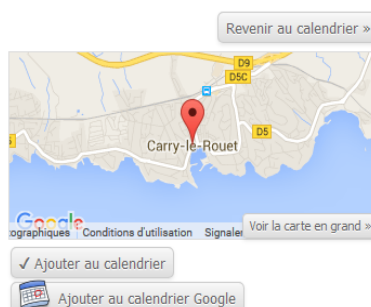 Revenir au calendrier »
D9
D5C
Carry-le-Rouet
D5
Google
ographiques Conditions d'utilisation Signaler
Voir la carte en grand »
✓ Ajouter au calendrier
Ajouter au calendrier Google